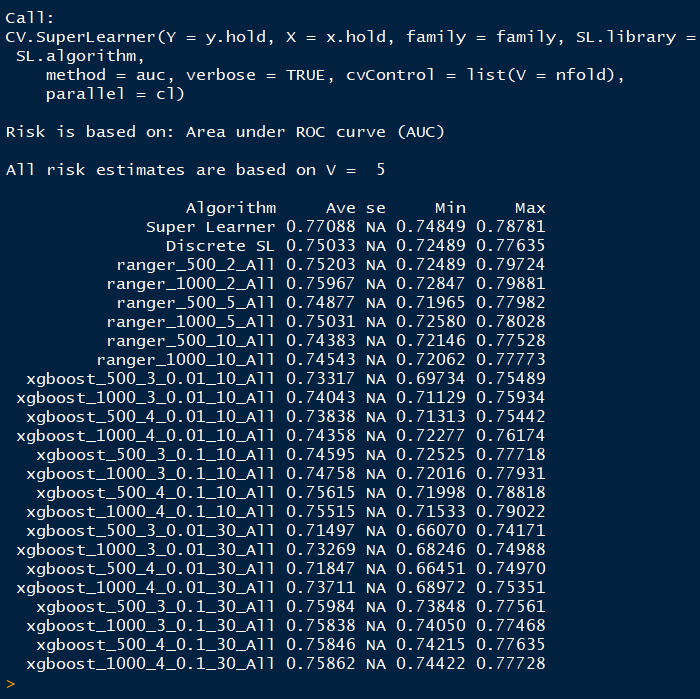 Call:
CV.SuperLearner(Y = y.hold, X = x.hold, family = family, SL.library =
 SL.algorithm,
    method = auc, verbose = TRUE, cvControl = list(V = nfold),
    parallel = cl)

Risk is based on: Area under ROC curve (AUC)

All risk estimates are based on V =  5

                  Algorithm     Ave se     Min     Max
              Super Learner 0.77088 NA 0.74849 0.78781
                Discrete SL 0.75033 NA 0.72489 0.77635
           ranger_500_2_All 0.75203 NA 0.72489 0.79724
          ranger_1000_2_All 0.75967 NA 0.72847 0.79881
           ranger_500_5_All 0.74877 NA 0.71965 0.77982
          ranger_1000_5_All 0.75031 NA 0.72580 0.78028
          ranger_500_10_All 0.74383 NA 0.72146 0.77528
         ranger_1000_10_All 0.74543 NA 0.72062 0.77773
  xgboost_500_3_0.01_10_All 0.73317 NA 0.69734 0.75489
 xgboost_1000_3_0.01_10_All 0.74043 NA 0.71129 0.75934
  xgboost_500_4_0.01_10_All 0.73838 NA 0.71313 0.75442
 xgboost_1000_4_0.01_10_All 0.74358 NA 0.72277 0.76174
   xgboost_500_3_0.1_10_All 0.74595 NA 0.72525 0.77718
  xgboost_1000_3_0.1_10_All 0.74758 NA 0.72016 0.77931
   xgboost_500_4_0.1_10_All 0.75615 NA 0.71998 0.78818
  xgboost_1000_4_0.1_10_All 0.75515 NA 0.71533 0.79022
  xgboost_500_3_0.01_30_All 0.71497 NA 0.66070 0.74171
 xgboost_1000_3_0.01_30_All 0.73269 NA 0.68246 0.74988
  xgboost_500_4_0.01_30_All 0.71847 NA 0.66451 0.74970
 xgboost_1000_4_0.01_30_All 0.73711 NA 0.68972 0.75351
   xgboost_500_3_0.1_30_All 0.75984 NA 0.73848 0.77561
  xgboost_1000_3_0.1_30_All 0.75838 NA 0.74050 0.77468
   xgboost_500_4_0.1_30_All 0.75846 NA 0.74215 0.77635
  xgboost_1000_4_0.1_30_All 0.75862 NA 0.74422 0.77728
>